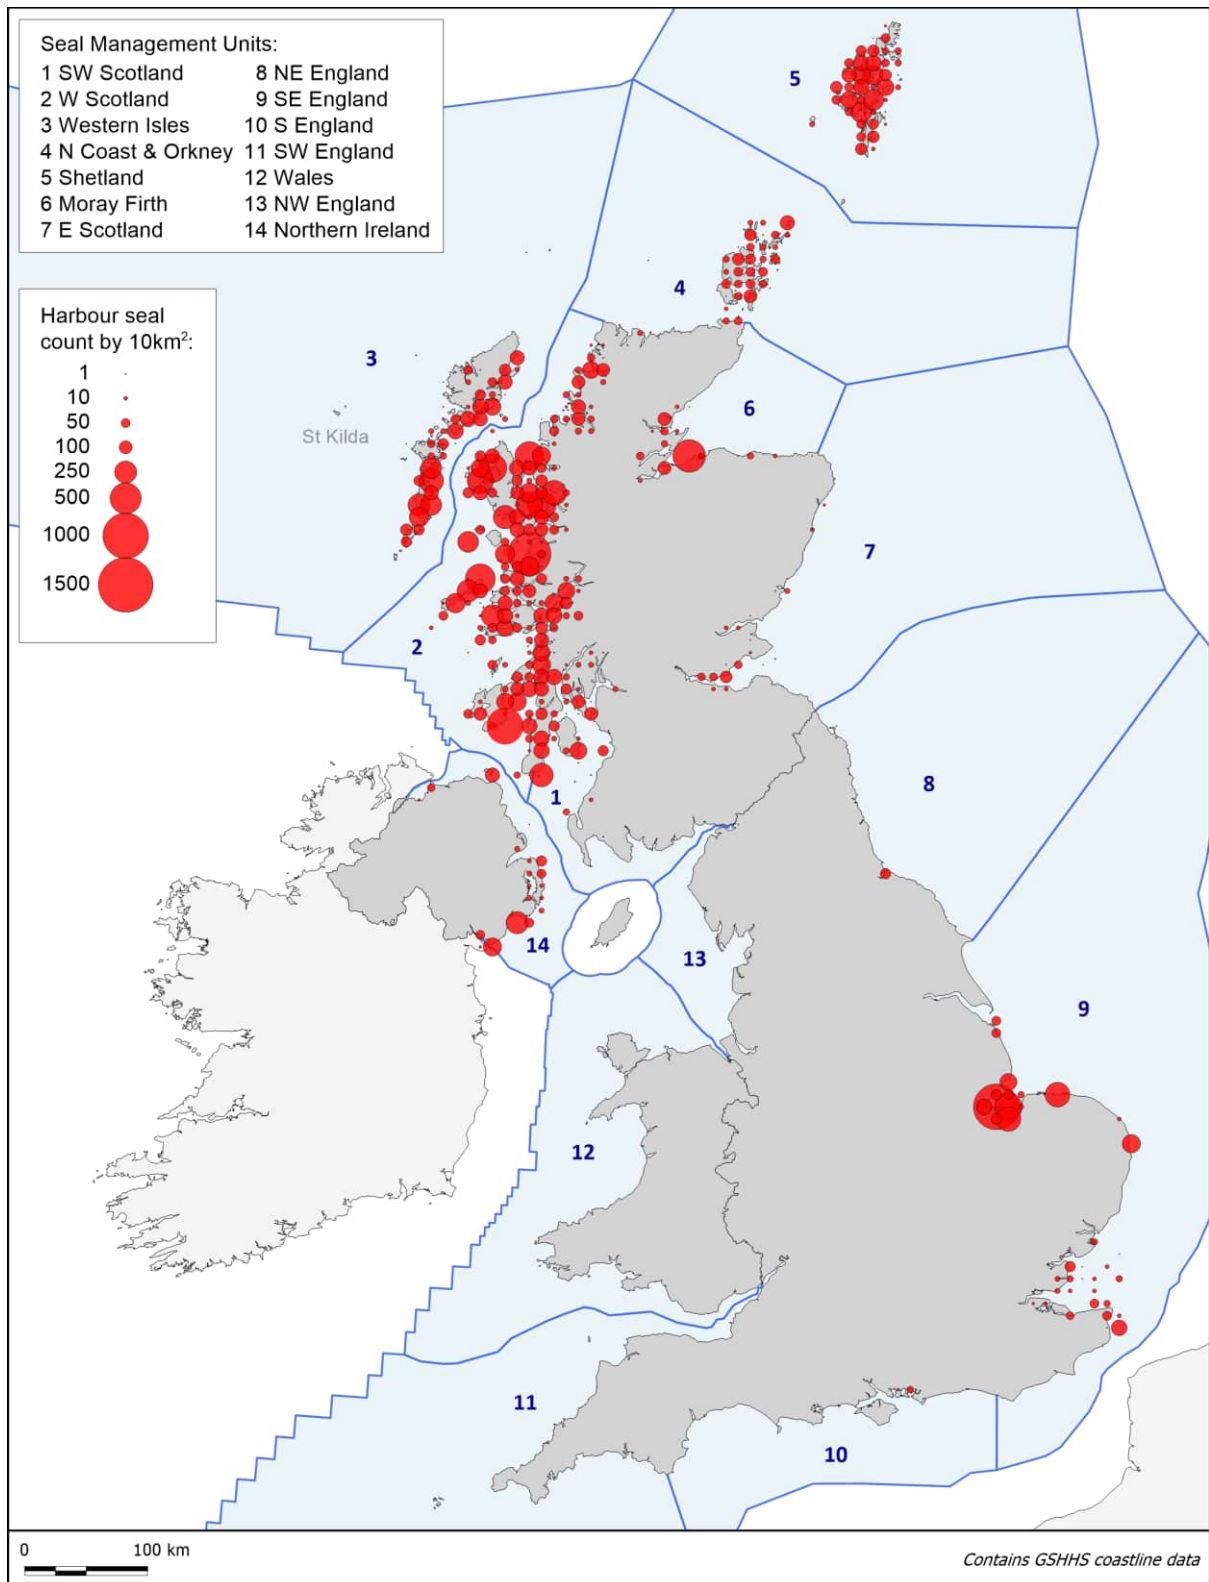 Seal Management Units:
1 SW Scotland 8 NE England
2 W Scotland 9 SE England
3 Western Isles 10 S England
4 N Coast & Orkney 11 SW England
5 Shetland 12 Wales
6 Moray Firth 13 NW England
7 E Scotland 14 Northern Ireland
5
4
Harbour seal
count by 10km²:
1
10
50
100
250
500
1000
1500
3
St Kilda
6
7
2
8
1
14
13
9
12
11
10
0 100 km
Contains GSHHS coastline data